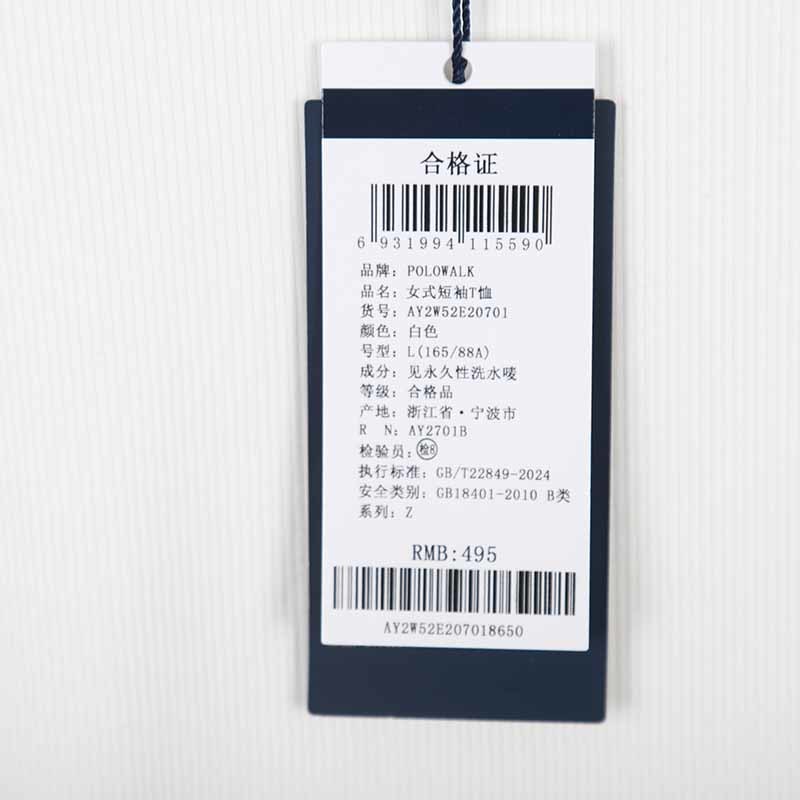 合格证
6 931994 115590
品牌: POLOWALK
品名: 女式短袖T恤
货号: AY2W52E20701
颜色: 白色
号型: L(165/88A)
成分: 见永久性洗水唛
等级: 合格品
产地: 浙江省·宁波市
R N: AY2701B
检验员: 检8
执行标准: GB/T22849-2024
安全类别: GB18401-2010 B类
系列: Z
RMB:495
AY2W52E207018650